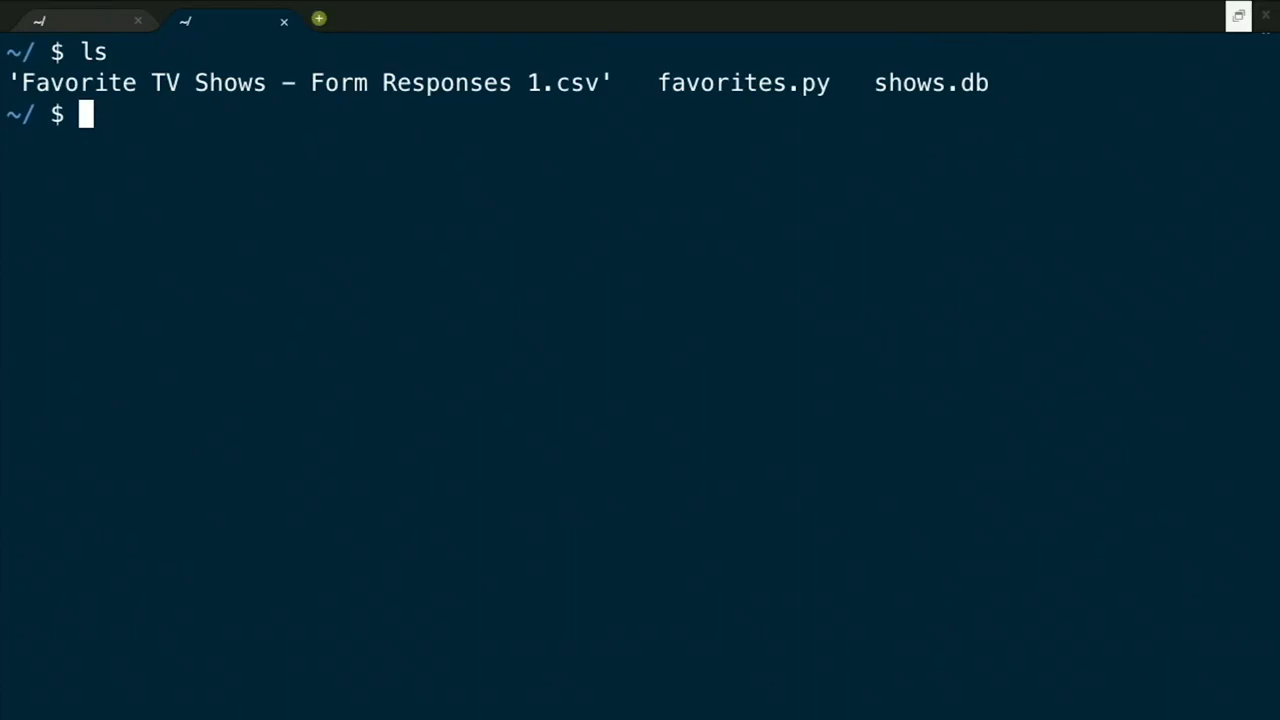 ~/ ~/
~/ $ ls
'Favorite TV Shows - Form Responses 1.csv' favorites.py shows.db
~/ $